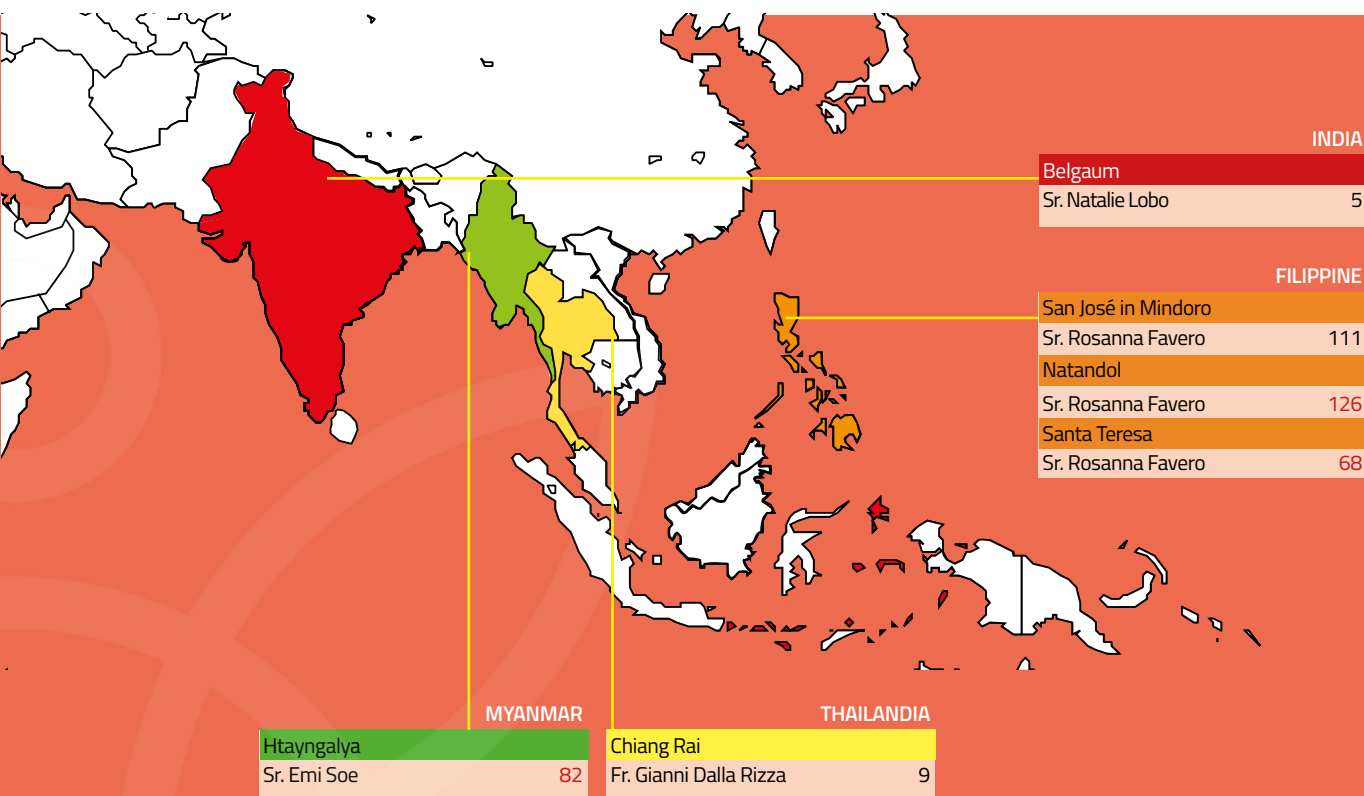 INDIA
Belgaum
Sr. Natalie Lobo 5
FILIPPINE
San José in Mindoro
Sr. Rosanna Favero 111
Natandol
Sr. Rosanna Favero 126
Santa Teresa
Sr. Rosanna Favero 68
MYANMAR
Htayngalya
Sr. Emi Soe 82
THAILANDIA
Chiang Rai
Fr. Gianni Dalla Rizza 9